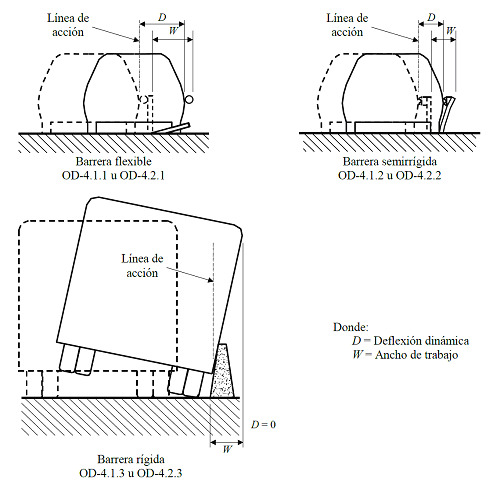 Línea de
acción
D
W
Barrera flexible
OD-4.1.1 u OD-4.2.1
Línea de
acción
D
W
Barrera semirrígida
OD-4.1.2 u OD-4.2.2
Línea de
acción
D = 0
W
Barrera rígida
OD-4.1.3 u OD-4.2.3
Donde:
D = Deflexión dinámica
W = Ancho de trabajo